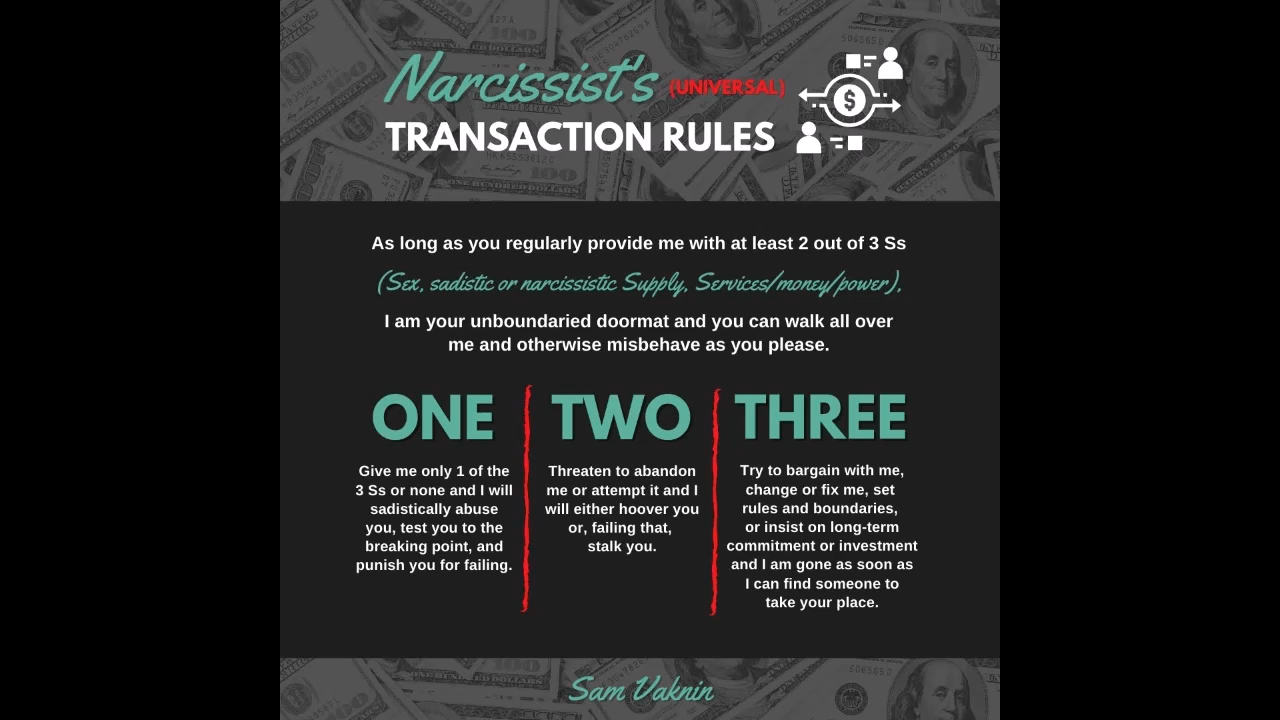 Narcissist's (UNIVERSAL)
TRANSACTION RULES
$
As long as you regularly provide me with at least 2 out of 3 Ss
(Sex, sadistic or narcissistic Supply, Services/money/power),
I am your unboundaried doormat and you can walk all over
me and otherwise misbehave as you please.
ONE
Give me only 1 of the
3 Ss or none and I will
sadistically abuse
you, test you to the
breaking point, and
punish you for failing.
TWO
Threaten to abandon
me or attempt it and I
will either hoover you
or, failing that,
stalk you.
THREE
Try to bargain with me,
change or fix me, set
rules and boundaries,
or insist on long-term
commitment or investment
and I am gone as soon as
I can find someone to
take your place.
Sam Vaknin